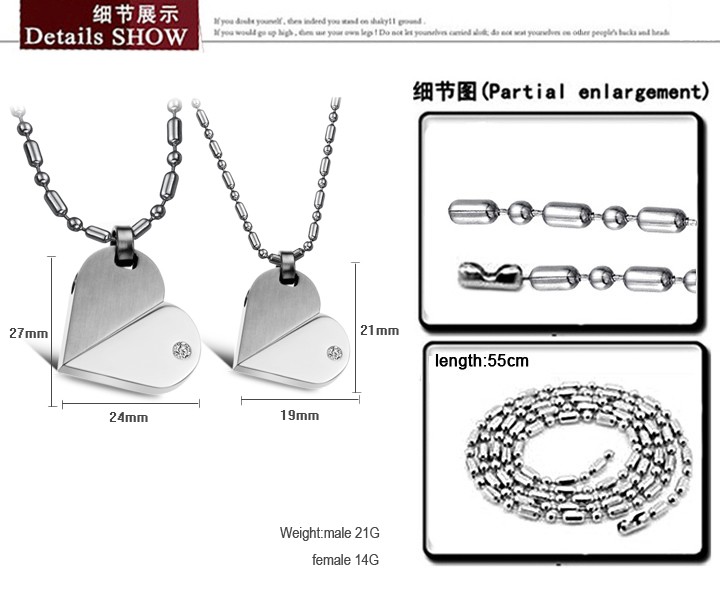 细节展示
Details SHOW
If you doubt yourself , then indeed you stand on shaky11 ground .
If you would go up high , then use your own legs ! Do not let yourselves carried aloft; do not seat yourselves on other people's backs and heads
细节图(Partial enlargement)
27mm
24mm
21mm
19mm
length:55cm
Weight:male 21G
female 14G